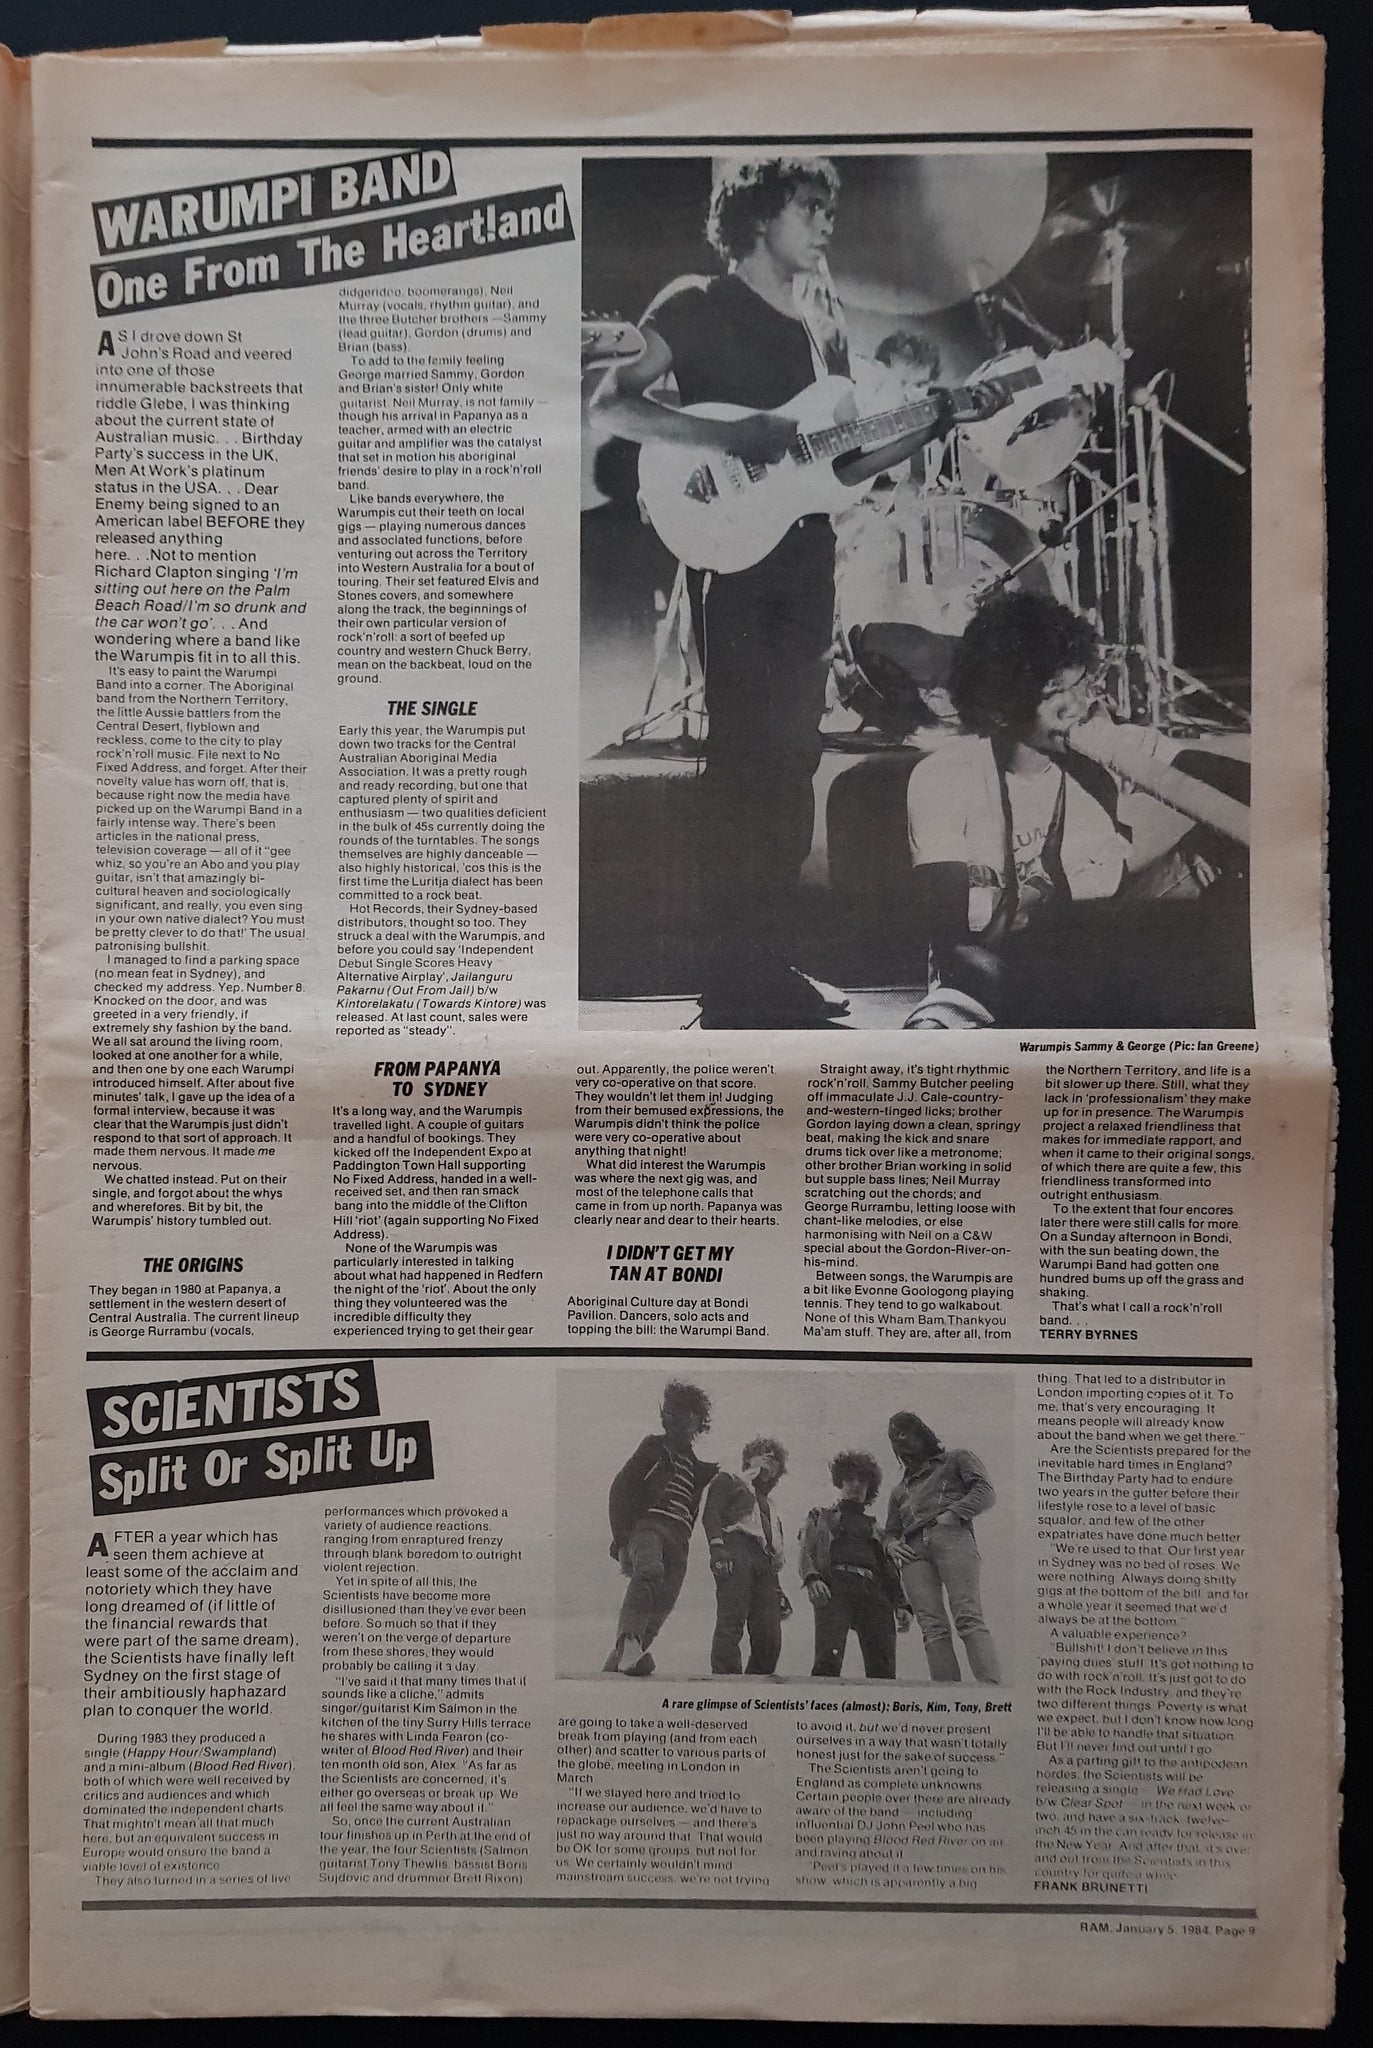 WARUMPI BAND
One From The Heartland
AS I drove down St
John's Road and veered
into one of those
innumerable backstreets that
riddle Glebe, I was thinking
about the current state of
Australian music. . . Birthday
Party's success in the UK,
Men At Work's platinum
status in the USA. . . Dear
Enemy being signed to an
American label BEFORE they
released anything
here. . .Not to mention
Richard Clapton singing 'I'm
sitting out here on the Palm
Beach Road/I'm so drunk and
the car won't go'. . . And
wondering where a band like
the Warumpis fit in to all this.
It's easy to paint the Warumpi
Band into a corner. The Aboriginal
band from the Northern Territory,
the little Aussie battlers from the
Central Desert, flyblown and
reckless, come to the city to play
rock'n'roll music. File next to No
Fixed Address, and forget. After their
novelty value has worn off, that is,
because right now the media have
picked up on the Warumpi Band in a
fairly intense way. There's been
articles in the national press,
television coverage — all of it "gee
whiz, so you're an Abo and you play
guitar, isn't that amazingly bi-
cultural heaven and sociologically
significant, and really, you even sing
in your own native dialect? You must
be pretty clever to do that!' The usual
patronising bullshit.
I managed to find a parking space
(no mean feat in Sydney), and
checked my address. Yep. Number 8.
Knocked on the door, and was
greeted in a very friendly, if
extremely shy fashion by the band.
We all sat around the living room,
looked at one another for a while,
and then one by one each Warumpi
introduced himself. After about five
minutes' talk, I gave up the idea of a
formal interview, because it was
clear that the Warumpis just didn't
respond to that sort of approach. It
made them nervous. It made me
nervous.
We chatted instead. Put on their
single, and forgot about the whys
and wherefores. Bit by bit, the
Warumpis' history tumbled out.
THE ORIGINS
They began in 1980 at Papanya, a
settlement in the western desert of
Central Australia. The current lineup
is George Rurrambu (vocals,
didgeridoo, boomerangs), Neil
Murray (vocals, rhythm guitar), and
the three Butcher brothers —Sammy
(lead guitar), Gordon (drums) and
Brian (bass).
To add to the family feeling
George married Sammy, Gordon
and Brian's sister! Only white
guitarist, Neil Murray, is not family —
though his arrival in Papanya as a
teacher, armed with an electric
guitar and amplifier was the catalyst
that set in motion his aboriginal
friends' desire to play in a rock'n'roll
band.
Like bands everywhere, the
Warumpis cut their teeth on local
gigs — playing numerous dances
and associated functions, before
venturing out across the Territory
into Western Australia for a bout of
touring. Their set featured Elvis and
Stones covers, and somewhere
along the track, the beginnings of
their own particular version of
rock'n'roll: a sort of beefed up
country and western Chuck Berry,
mean on the backbeat, loud on the
ground.
THE SINGLE
Early this year, the Warumpis put
down two tracks for the Central
Australian Aboriginal Media
Association. It was a pretty rough
and ready recording, but one that
captured plenty of spirit and
enthusiasm — two qualities deficient
in the bulk of 45s currently doing the
rounds of the turntables. The songs
themselves are highly danceable —
also highly historical, 'cos this is the
first time the Luritja dialect has been
committed to a rock beat.
Hot Records, their Sydney-based
distributors, thought so too. They
struck a deal with the Warumpis, and
before you could say 'Independent
Debut Single Scores Heavy
Alternative Airplay', Jailanguru
Pakarnu (Out From Jail) b/w
Kintorelakatu (Towards Kintore) was
released. At last count, sales were
reported as "steady".
FROM PAPANYA
TO SYDNEY
It's a long way, and the Warumpis
travelled light. A couple of guitars
and a handful of bookings. They
kicked off the Independent Expo at
Paddington Town Hall supporting
No Fixed Address, handed in a well-
received set, and then ran smack
bang into the middle of the Clifton
Hill 'riot' (again supporting No Fixed
Address).
None of the Warumpis was
particularly interested in talking
about what had happened in Redfern
the night of the 'riot'. About the only
thing they volunteered was the
incredible difficulty they
experienced trying to get their gear
out. Apparently, the police weren't
very co-operative on that score.
They wouldn't let them in! Judging
from their bemused expressions, the
Warumpis didn't think the police
were very co-operative about
anything that night!
What did interest the Warumpis
was where the next gig was, and
most of the telephone calls that
came in from up north. Papanya was
clearly near and dear to their hearts.
I DIDN'T GET MY
TAN AT BONDI
Aboriginal Culture day at Bondi
Pavilion. Dancers, solo acts and
topping the bill: the Warumpi Band.
Straight away, it's tight rhythmic
rock'n'roll. Sammy Butcher peeling
off immaculate J.J. Cale-country-
and-western-tinged licks; brother
Gordon laying down a clean, springy
beat, making the kick and snare
drums tick over like a metronome;
other brother Brian working in solid
but supple bass lines; Neil Murray
scratching out the chords; and
George Rurrambu, letting loose with
chant-like melodies, or else
harmonising with Neil on a C&W
special about the Gordon-River-on-
his-mind.
Between songs, the Warumpis are
a bit like Evonne Goologong playing
tennis. They tend to go walkabout.
None of this Wham Bam Thankyou
Ma'am stuff. They are, after all, from
the Northern Territory, and life is a
bit slower up there. Still, what they
lack in 'professionalism' they make
up for in presence. The Warumpis
project a relaxed friendliness that
makes for immediate rapport, and
when it came to their original songs,
of which there are quite a few, this
friendliness transformed into
outright enthusiasm.
To the extent that four encores
later there were still calls for more.
On a Sunday afternoon in Bondi,
with the sun beating down, the
Warumpi Band had gotten one
hundred bums up off the grass and
shaking.
That's what I call a rock'n'roll
band. . .
TERRY BYRNES
Warumpis Sammy & George (Pic: Ian Greene)
SCIENTISTS
Split Or Split Up
AFTER a year which has
seen them achieve at
least some of the acclaim and
notoriety which they have
long dreamed of (if little of
the financial rewards that
were part of the same dream),
the Scientists have finally left
Sydney on the first stage of
their ambitiously haphazard
plan to conquer the world.
During 1983 they produced a
single (Happy Hour/Swampland)
and a mini-album (Blood Red River),
both of which were well received by
critics and audiences and which
dominated the independent charts.
That mightn't mean all that much
here, but an equivalent success in
Europe would ensure the band a
viable level of existence.
They also turned in a series of live
performances which provoked a
variety of audience reactions,
ranging from enraptured frenzy
through blank boredom to outright
violent rejection.
Yet in spite of all this, the
Scientists have become more
disillusioned than they've ever been
before. So much so that if they
weren't on the verge of departure
from these shores, they would
probably be calling it a day.
"I've said it that many times that it
sounds like a cliche," admits
singer/guitarist Kim Salmon in the
kitchen of the tiny Surry Hills terrace
he shares with Linda Fearon (co-
writer of Blood Red River) and their
ten month old son, Alex. "As far as
the Scientists are concerned, it's
either go overseas or break up. We
all feel the same way about it."
So, once the current Australian
tour finishes up in Perth at the end of
the year, the four Scientists (Salmon
guitarist Tony Thewlis, bassist Boris
Sujdovic and drummer Brett Rixon)
A rare glimpse of Scientists' faces (almost): Boris, Kim, Tony, Brett
are going to take a well-deserved
break from playing (and from each
other) and scatter to various parts of
the globe, meeting in London in
March.
"If we stayed here and tried to
increase our audience, we'd have to
repackage ourselves — and there's
just no way around that. That would
be OK for some groups, but not for
us. We certainly wouldn't mind
mainstream success, we're not trying
to avoid it, but we'd never present
ourselves in a way that wasn't totally
honest just for the sake of success."
The Scientists aren't going to
England as complete unknowns.
Certain people over there are already
aware of the band — including
influential DJ John Peel who has
been playing Blood Red River on air
and raving about it.
"Peel's played it a few times on his
show, which is apparently a big
thing. That led to a distributor in
London importing copies of it. To
me, that's very encouraging. It
means people will already know
about the band when we get there."
Are the Scientists prepared for the
inevitable hard times in England?
The Birthday Party had to endure
two years in the gutter before their
lifestyle rose to a level of basic
squalor, and few of the other
expatriates have done much better.
"We're used to that. Our first year
in Sydney was no bed of roses. We
were nothing. Always doing shitty
gigs at the bottom of the bill, and for
a whole year it seemed that we'd
always be at the bottom."
A valuable experience?
"Bullshit! I don't believe in this
'paying dues' stuff. It's got nothing to
do with rock'n'roll. It's just got to do
with the Rock Industry, and they're
two different things. Poverty is what
we expect, but I don't know how long
I'll be able to handle that situation.
But I'll never find out until I go."
As a parting gift to the antipodean
hordes, the Scientists will be
releasing a single — We Had Love
b/w Clear Spot — in the next week or
two, and have a six-track, twelve-
inch 45 in the can ready for release in
the New Year. And after that, it's over
and out from the Scientists in this
country for quite a while.
FRANK BRUNETTI
RAM, January 5, 1984, Page 9